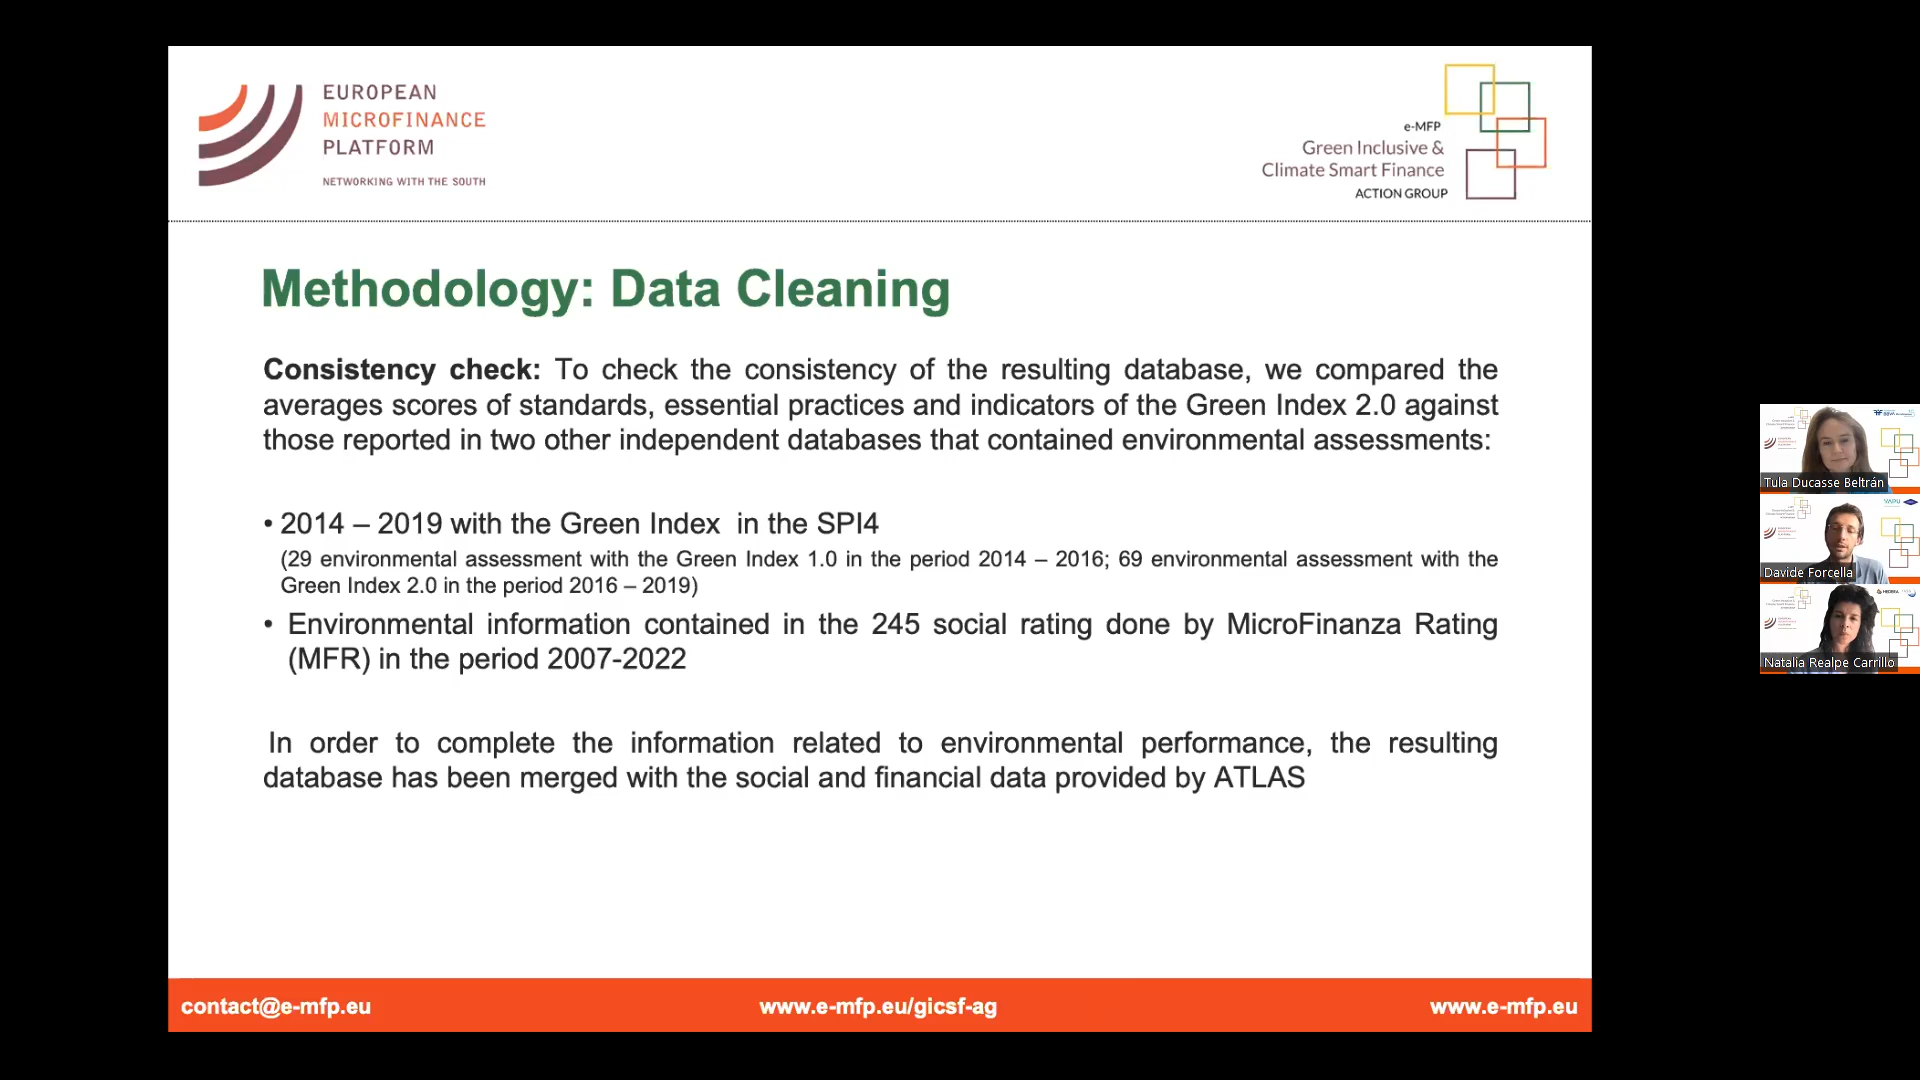 EUROPEAN
MICROFINANCE
PLATFORM
NETWORKING WITH THE SOUTH
e-MFP
Green Inclusive &
Climate Smart Finance
ACTION GROUP
Methodology: Data Cleaning
Consistency check: To check the consistency of the resulting database, we compared the
averages scores of standards, essential practices and indicators of the Green Index 2.0 against
those reported in two other independent databases that contained environmental assessments:
• 2014 – 2019 with the Green Index in the SPI4
(29 environmental assessment with the Green Index 1.0 in the period 2014 – 2016; 69 environmental assessment with the
Green Index 2.0 in the period 2016 – 2019)
• Environmental information contained in the 245 social rating done by MicroFinanza Rating
(MFR) in the period 2007-2022
In order to complete the information related to environmental performance, the resulting
database has been merged with the social and financial data provided by ATLAS
contact@e-mfp.eu
www.e-mfp.eu/gicsf-ag
www.e-mfp.eu
Tula Ducasse Beltrán
Davide Forcella
Natalia Realpe Carrillo